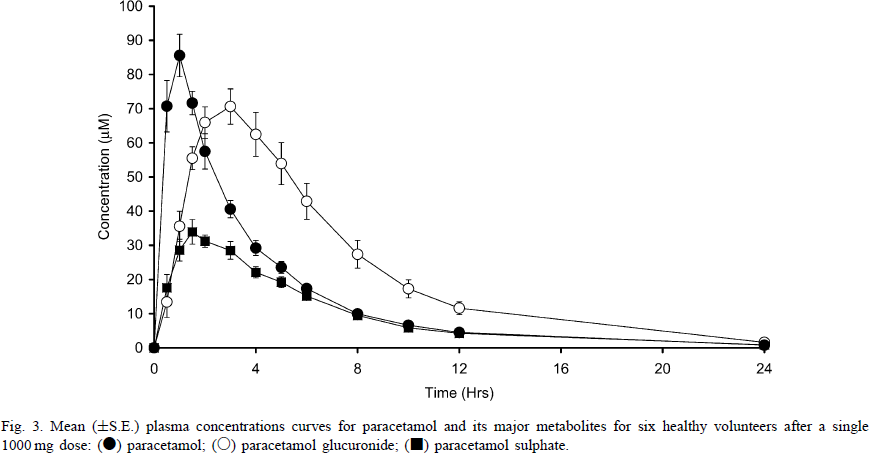 100
90
80
70
60
50
40
30
20
10
0
Concentration (μM)
0 4 8 12 16 20 24
Time (Hrs)
Fig. 3. Mean (±S.E.) plasma concentrations curves for paracetamol and its major metabolites for six healthy volunteers after a single
1000 mg dose: (●) paracetamol; (○) paracetamol glucuronide; (■) paracetamol sulphate.